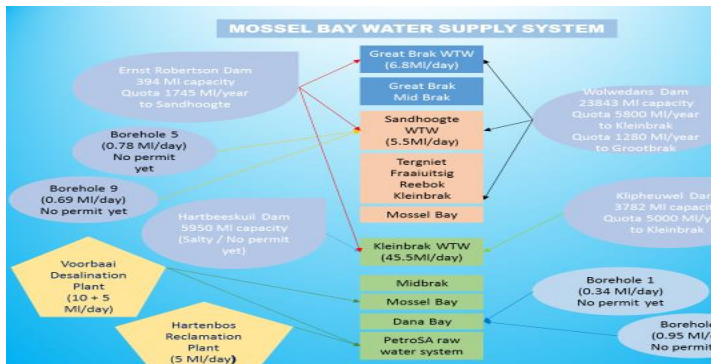 MOSSEL BAY WATER SUPPLY SYSTEM
Great Brak WTW
(6.8Ml/day)
Great Brak
Mid Brak
Sandhoogte
WTW
(5.5Ml/day)
Tergniet
Fraaiuitsig
Reebok
Kleinbrak
Mossel Bay
Kleinbrak WTW
(45.5Ml/day)
Midbrak
Mossel Bay
Dana Bay
PetroSA raw
water system
Ernst Robertson Dam
394 Ml capacity
Quota 1745 Ml/year
to Sandhoogte
Borehole 5
(0.78 Ml/day)
No permit
yet
Borehole 9
(0.69 Ml/day)
No permit yet
Hartbeeskuil Dam
5950 Ml capacity
(Salty / No permit
yet)
Voorbaai
Desalination
Plant
(10 + 5
Ml/day)
Hartenbos
Reclamation
Plant
(5 Ml/day)
Wolwedans Dam
23843 Ml capacity
Quota 5800 Ml/year
to Kleinbrak
Quota 1280 Ml/year
to Grootbrak
Klipheuwel Da
3782 Ml capacit
Quota 5000 Ml/y
to Kleinbrak
Borehole 1
(0.34 Ml/day)
No permit yet
Borehole
(0.95 Ml/d
No permit